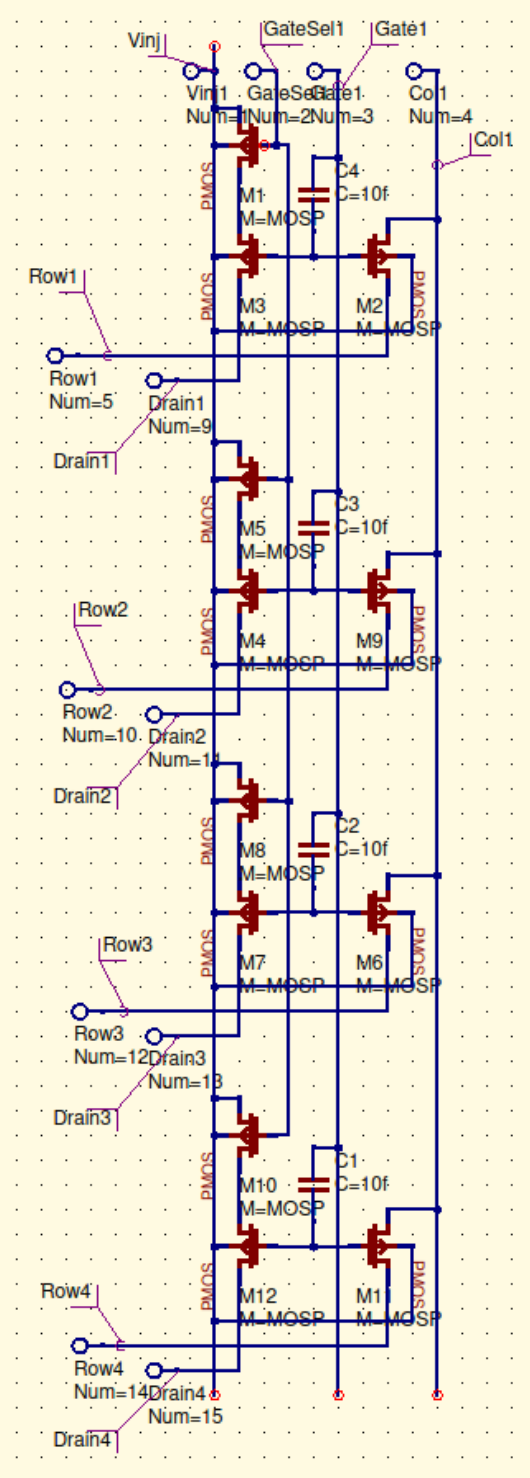 Vinj
GateSel1
Gate1
Vinj1
Num=1
GateSel1
Num=2
Gate1
Num=3
Col1
Num=4
Col1
PMOS
M1
M=MOSP
C4
C=10f
PMOS
M3
M=MOSP
M2
M=MOSP
PMOS
Row1
Row1
Num=5
Drain1
Num=9
Drain1
PMOS
M5
M=MOSP
C3
C=10f
PMOS
M4
M=MOSP
M9
M=MOSP
PMOS
Row2
Row2
Num=10
Drain2
Num=11
Drain2
PMOS
M8
M=MOSP
C2
C=10f
PMOS
M7
M=MOSP
M6
M=MOSP
PMOS
Row3
Row3
Num=12
Drain3
Num=13
Drain3
PMOS
M10
M=MOSP
C1
C=10f
PMOS
M12
M=MOSP
M11
M=MOSP
PMOS
Row4
Row4
Num=14
Drain4
Num=15
Drain4